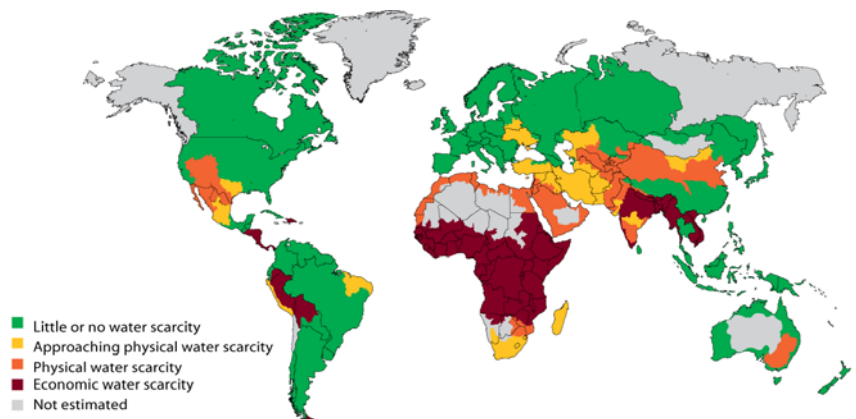 Little or no water scarcity
Approaching physical water scarcity
Physical water scarcity
Economic water scarcity
Not estimated